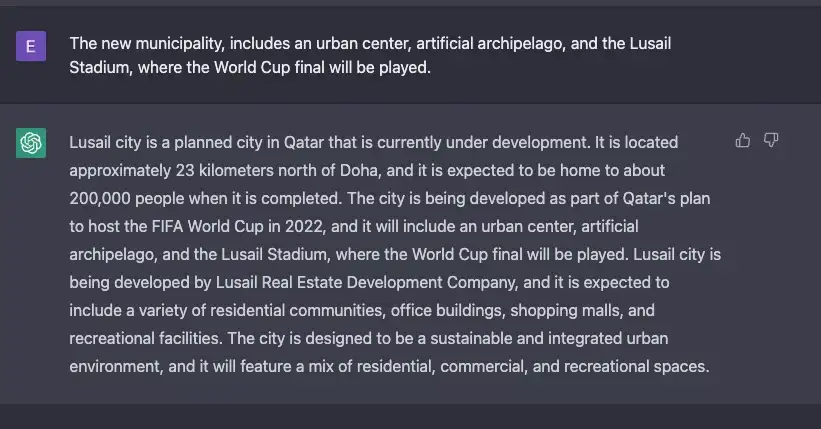 E
The new municipality, includes an urban center, artificial archipelago, and the Lusail
Stadium, where the World Cup final will be played.
Lusail city is a planned city in Qatar that is currently under development. It is located
approximately 23 kilometers north of Doha, and it is expected to be home to about
200,000 people when it is completed. The city is being developed as part of Qatar's plan
to host the FIFA World Cup in 2022, and it will include an urban center, artificial
archipelago, and the Lusail Stadium, where the World Cup final will be played. Lusail city is
being developed by Lusail Real Estate Development Company, and it is expected to
include a variety of residential communities, office buildings, shopping malls, and
recreational facilities. The city is designed to be a sustainable and integrated urban
environment, and it will feature a mix of residential, commercial, and recreational spaces.